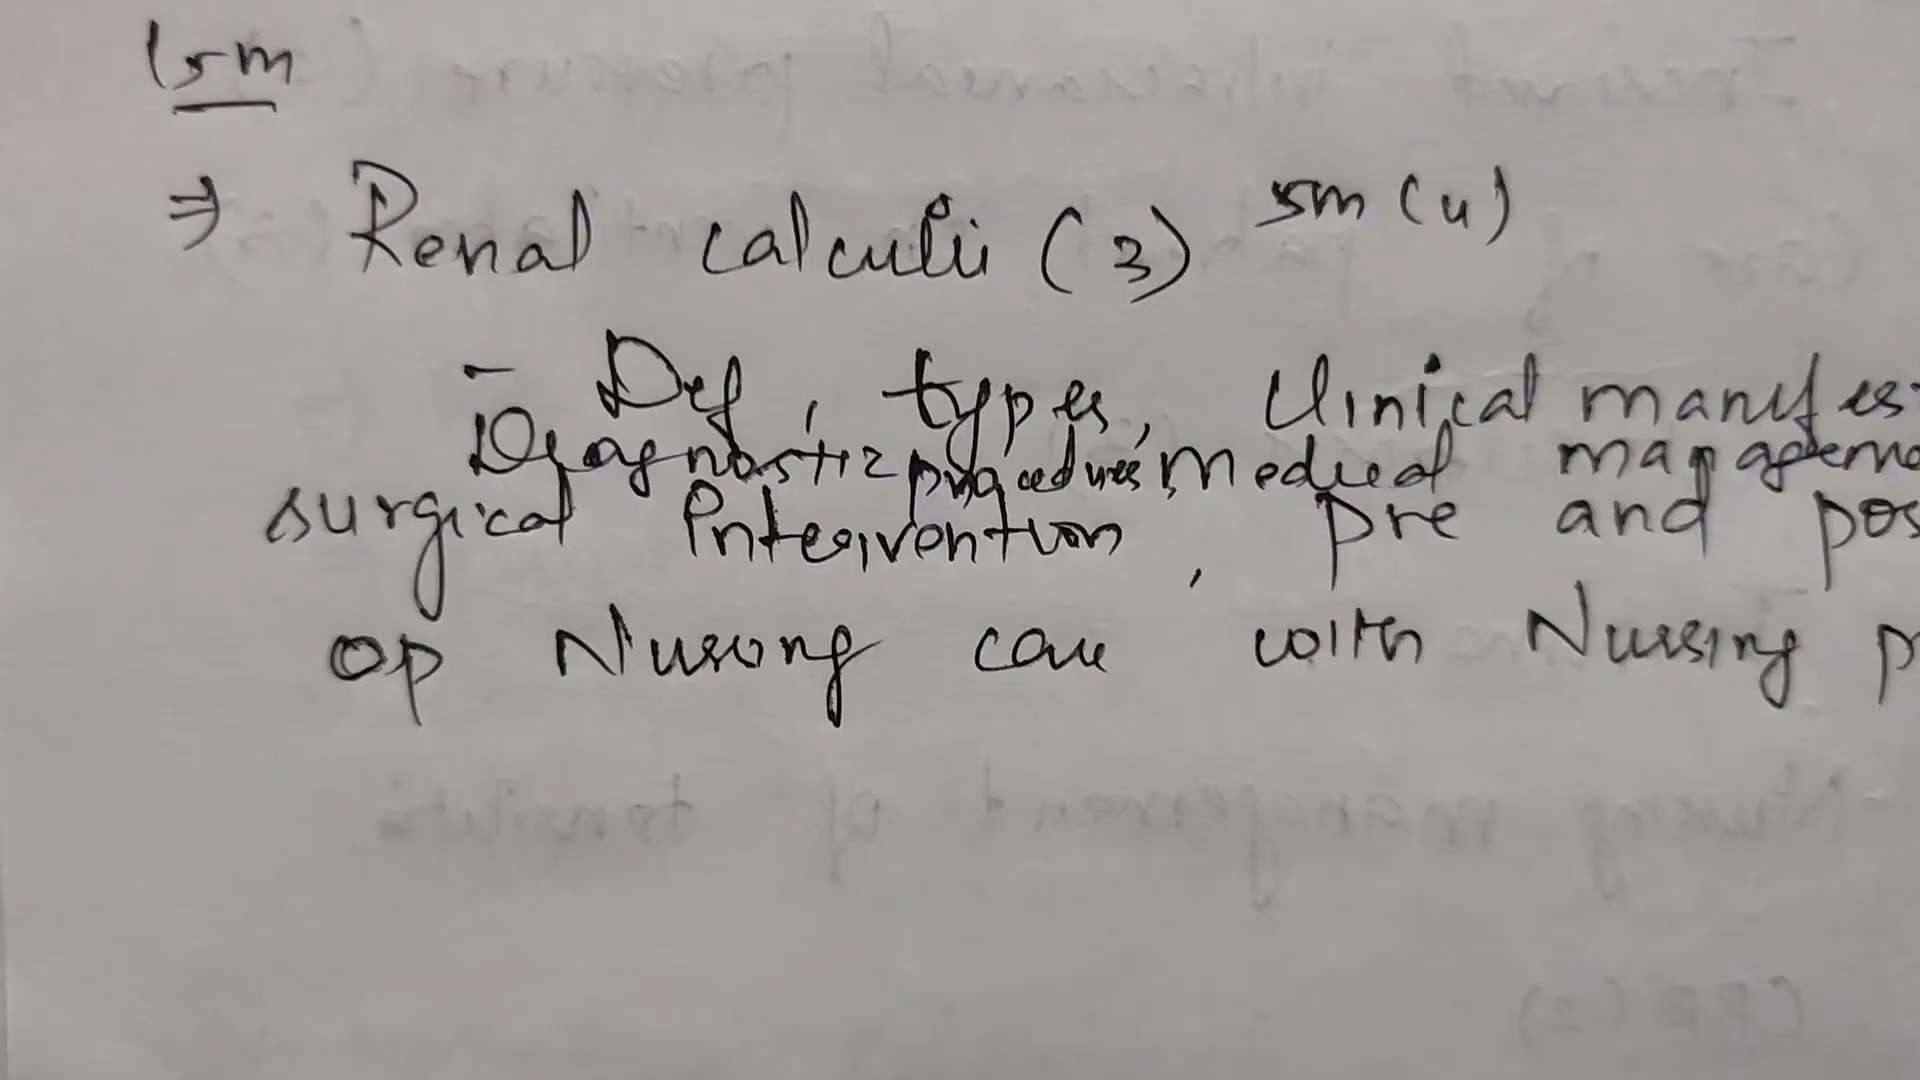 15m
⇒ Renal calculi (3) 5m (4)
- Def, types, Clinical manifes
Diagnostic procedures, Medical manageme
surgical Intervention, pre and pos
op Nursing care with Nursing p